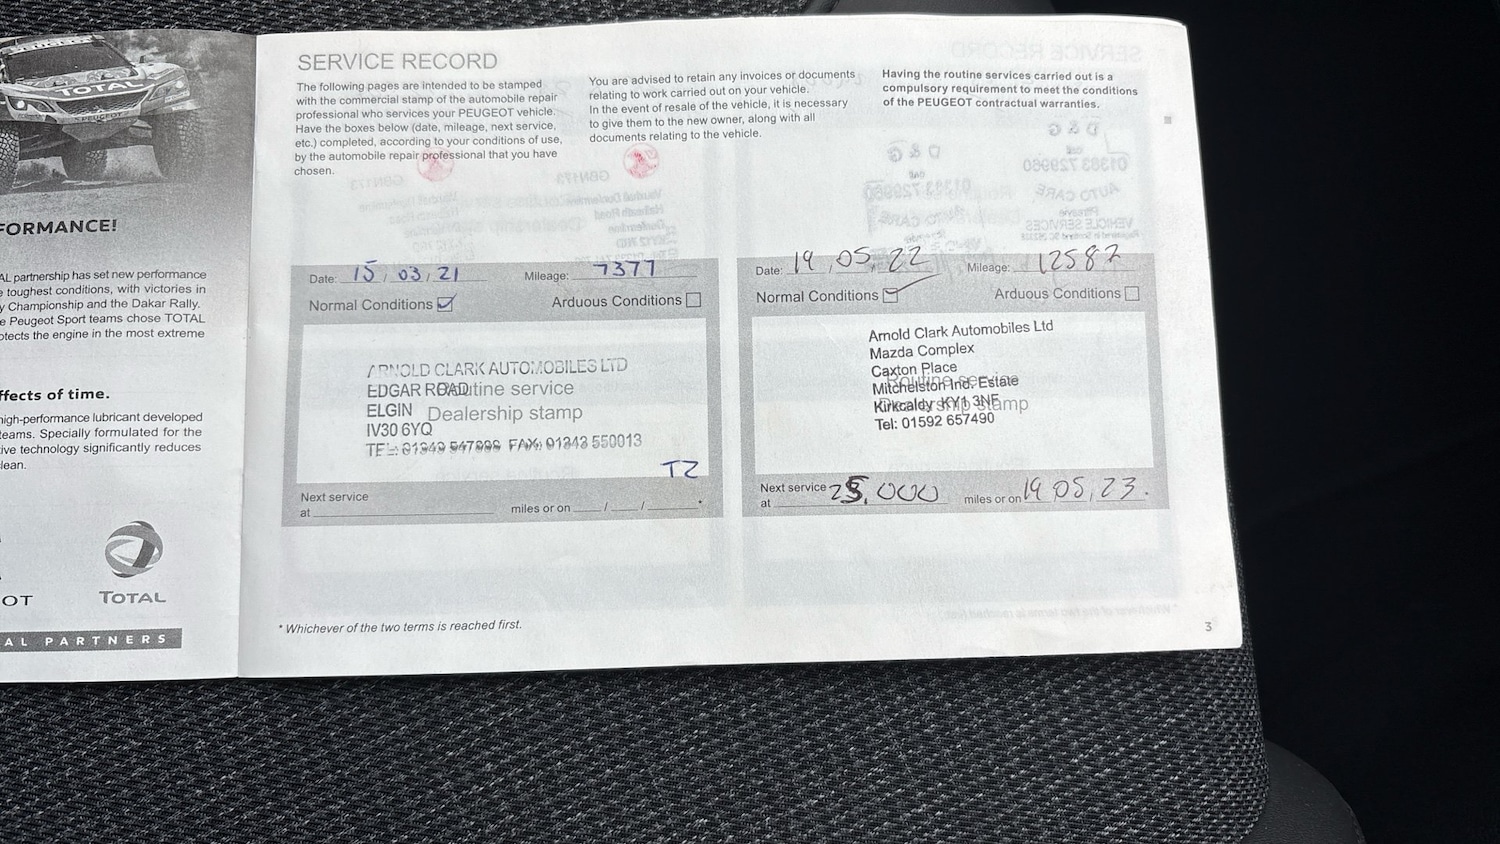 TOTAL
PEUGEOT
FORMANCE!
AL partnership has set new performance
e toughest conditions, with victories in
y Championship and the Dakar Rally.
e Peugeot Sport teams chose TOTAL
otects the engine in the most extreme
ffects of time.
high-performance lubricant developed
teams. Specially formulated for the
tive technology significantly reduces
lean.
OT
TOTAL
AL PARTNERS
SERVICE RECORD
The following pages are intended to be stamped
with the commercial stamp of the automobile repair
professional who services your PEUGEOT vehicle.
Have the boxes below (date, mileage, next service,
etc.) completed, according to your conditions of use,
by the automobile repair professional that you have
chosen.
You are advised to retain any invoices or documents
relating to work carried out on your vehicle.
In the event of resale of the vehicle, it is necessary
to give them to the new owner, along with all
documents relating to the vehicle.
Having the routine services carried out is a
compulsory requirement to meet the conditions
of the PEUGEOT contractual warranties.
Date: 15 / 03 / 21 Mileage: 7377
Normal Conditions Arduous Conditions
Routine service
Dealership stamp
ARNOLD CLARK AUTOMOBILES LTD
EDGAR ROAD
ELGIN
IV30 6YQ
TEL: FAX: 01343 550013
TZ
Next service
at miles or on / / *
Date: 19 , 05 , 22 Mileage: 12582
Normal Conditions Arduous Conditions
Routine service
Dealership stamp
Arnold Clark Automobiles Ltd
Mazda Complex
Caxton Place
Mitchelston Ind. Estate
Kirkcaldy KY1 3NF
Tel: 01592 657490
Next service
at 25,000 miles or on 19 05 / 23.
* Whichever of the two terms is reached first.
3